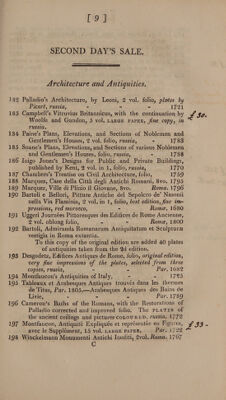 [ 9 ]
SECOND DAY'S SALE.
Architecture and Antiquities.
182 Palladio's Architecture, by Leoni, 2 vol. folio, plates by
Picart, russia, - - - - 1721
183 Campbell's Vitruvius Britannicus, with the continuation by
Woolfe and Gandon, 5 vol. LARGE PAPER, fine copy, in
russia.
£30.
184 Paine's Plans, Elevations, and Sections of Noblemen and
Gentlemen's Houses, 2 vol. folio, russia, 1783
185 Soane's Plans, Elevations, and Sections of various Noblemen
and Gentlemen's Houses, folio, russia, 1788
186 Inigo Jones's Designs for Public and Private Buildings,
published by Kent, 2 vol. in 1, folio, russia, 1770
187 Chambers's Treatise on Civil Architecture, folio, 1759
188 Marquez, Case della Città degli Antichi Romani, 8vo. 1795
189 Marquez, Ville di Plinio il Giovane, 8vo. Roma. 1796
190 Bartoli e Bellori, Pitture Antiche del Sepolcro de' Nasonii
nella Via Flaminia, 2 vol. in 1, folio, best edition, fine im-
pressions, red morocco - - Roma, 1680
191 Uggeri Journées Pittoresques des Edifices de Rome Ancienne,
2 vol. oblong folio, - - Rome, 1800
192 Bartoli, Admiranda Romanorum Antiquitatum et Sculpturæ
vestigia in Roma extantia.
To this copy of the original edition are added 40 plates
of antiquities taken from the 2d edition.
193 Desgodetz, Edifices Antiques de Rome, folio, original edition,
very fine impressions of the plates, selected from three
copies, russia, - - Par. 1682
194 Montfaucon's Antiquities of Italy, - - 1725
195 Tableaux et Arabesques Antiques trouvés dans les thermes
de Titus, Par. 1805.—Arabesques Antiques des Bains de
Livie, - - - Par. 1789
196 Cameron's Baths of the Romans, with the Restorations of
Palladio corrected and improved folio. The PLATES of
the ancient ceilings and pictures COLOURED, russia, 1772
197 Montfaucon, Antiquité Expliquée et représentée en Figures,
avec le Supplément, 15 vol. LARGE PAPER, Par. 1722
£33 -
198 Winckelmann Monumenti Antichi Inediti, 2vol. Roma. 1767
C